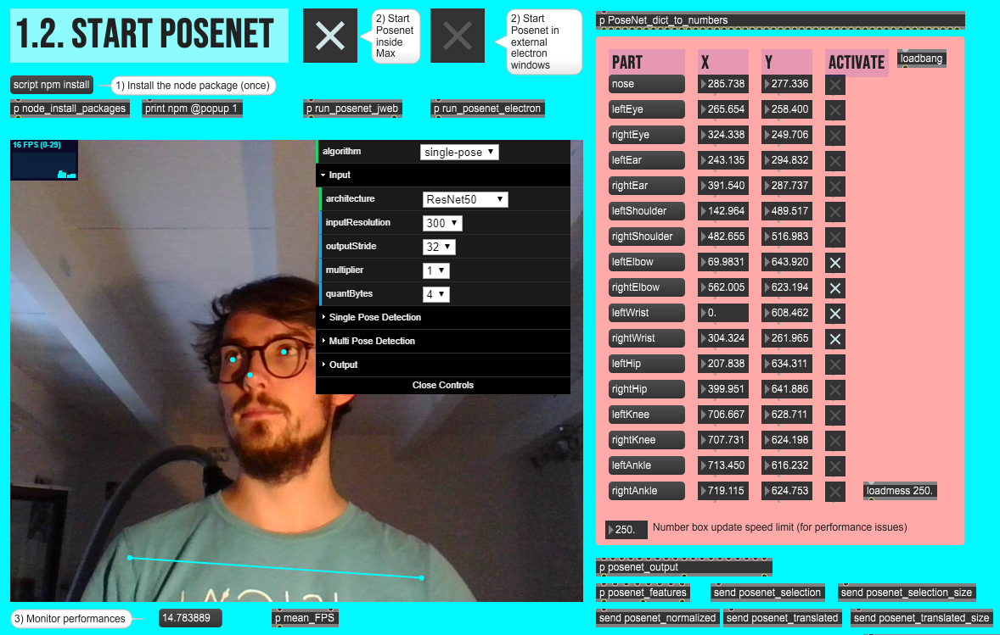 1.2. START POSENET
2) Start
Posenet
inside
Max
2) Start
Posenet in
external
electron
windows
script npm install
1) Install the node package (once)
p node_install_packages
print npm @popup 1
p run_posenet_jweb
p run_posenet_electron
16 FPS (0-29)
algorithm
single-pose
Input
architecture
ResNet50
inputResolution
300
outputStride
32
multiplier
1
quantBytes
4
Single Pose Detection
Multi Pose Detection
Output
Close Controls
3) Monitor performances
14.783889
p mean_FPS
p PoseNet_dict_to_numbers
PART X Y ACTIVATE
loadbang
nose 285.738 277.336
leftEye 265.654 258.400
rightEye 324.338 249.706
leftEar 243.135 294.832
rightEar 391.540 287.737
leftShoulder 142.964 489.517
rightShoulder 482.655 516.983
leftElbow 69.9831 643.920
rightElbow 562.005 623.194
leftWrist 0. 608.462
rightWrist 304.324 261.965
leftHip 207.838 634.311
rightHip 399.951 641.886
leftKnee 706.667 628.711
rightKnee 707.731 624.198
leftAnkle 713.450 616.232
rightAnkle 719.115 624.753
loadmess 250.
250. Number box update speed limit (for performance issues)
p posenet_output
p posenet_features
send posenet_selection
send posenet_selection_size
send posenet_normalized
send posenet_translated
send posenet_translated_size